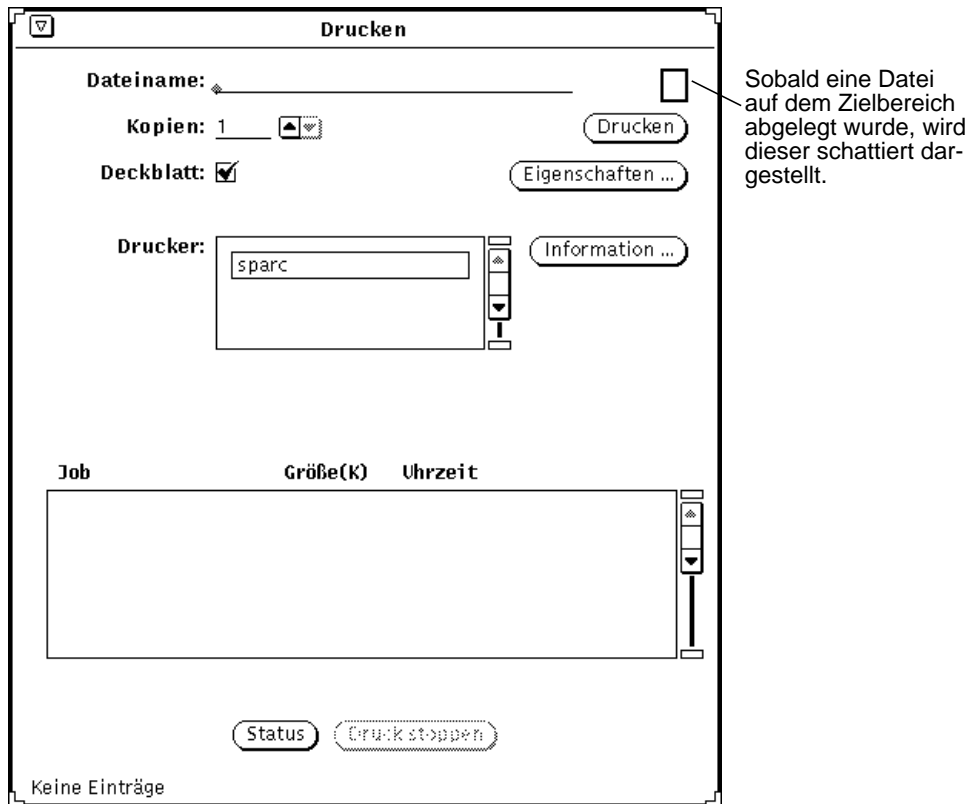 Drucken
Dateiname:
Kopien: 1
Drucken
Deckblatt:
Eigenschaften ...
Drucker:
sparc
Information ...
Job Größe(K) Uhrzeit
Status
Druck stoppen
Keine Einträge
Sobald eine Datei
auf dem Zielbereich
abgelegt wurde, wird
dieser schattiert dar-
gestellt.